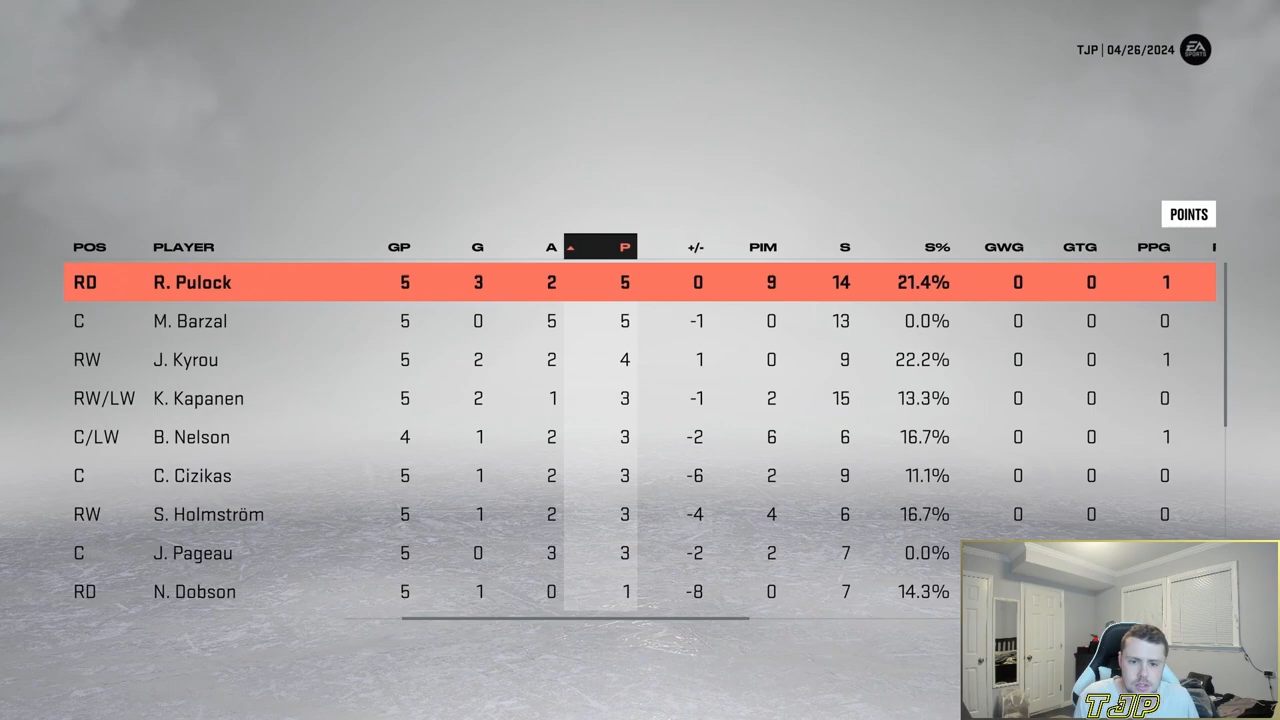 TJP | 04/26/2024 EA SPORTS
POINTS
POS PLAYER GP G A P +/- PIM S S% GWG GTG PPG
RD R. Pulock 5 3 2 5 0 9 14 21.4% 0 0 1
C M. Barzal 5 0 5 5 -1 0 13 0.0% 0 0 0
RW J. Kyrou 5 2 2 4 1 0 9 22.2% 0 0 1
RW/LW K. Kapanen 5 2 1 3 -1 2 15 13.3% 0 0 0
C/LW B. Nelson 4 1 2 3 -2 6 6 16.7% 0 0 1
C C. Cizikas 5 1 2 3 -6 2 9 11.1% 0 0 0
RW S. Holmström 5 1 2 3 -4 4 6 16.7% 0 0 0
C J. Pageau 5 0 3 3 -2 2 7 0.0%
RD N. Dobson 5 1 0 1 -8 0 7 14.3%
TJP